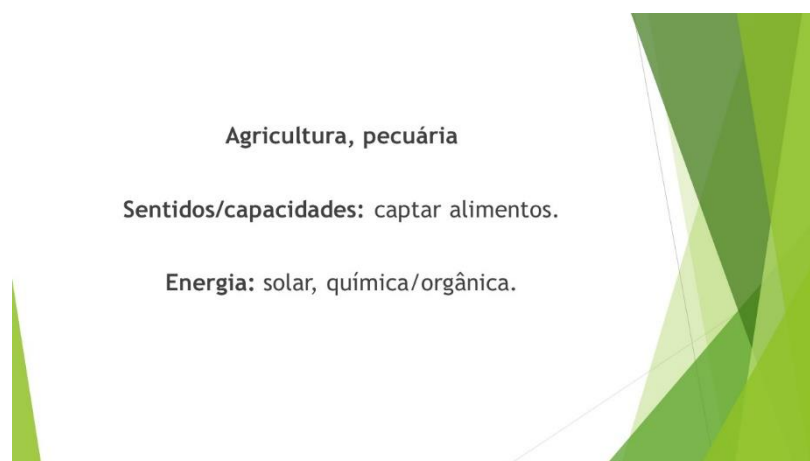 Agricultura, pecuária
Sentidos/capacidades: captar alimentos.
Energia: solar, química/orgânica.